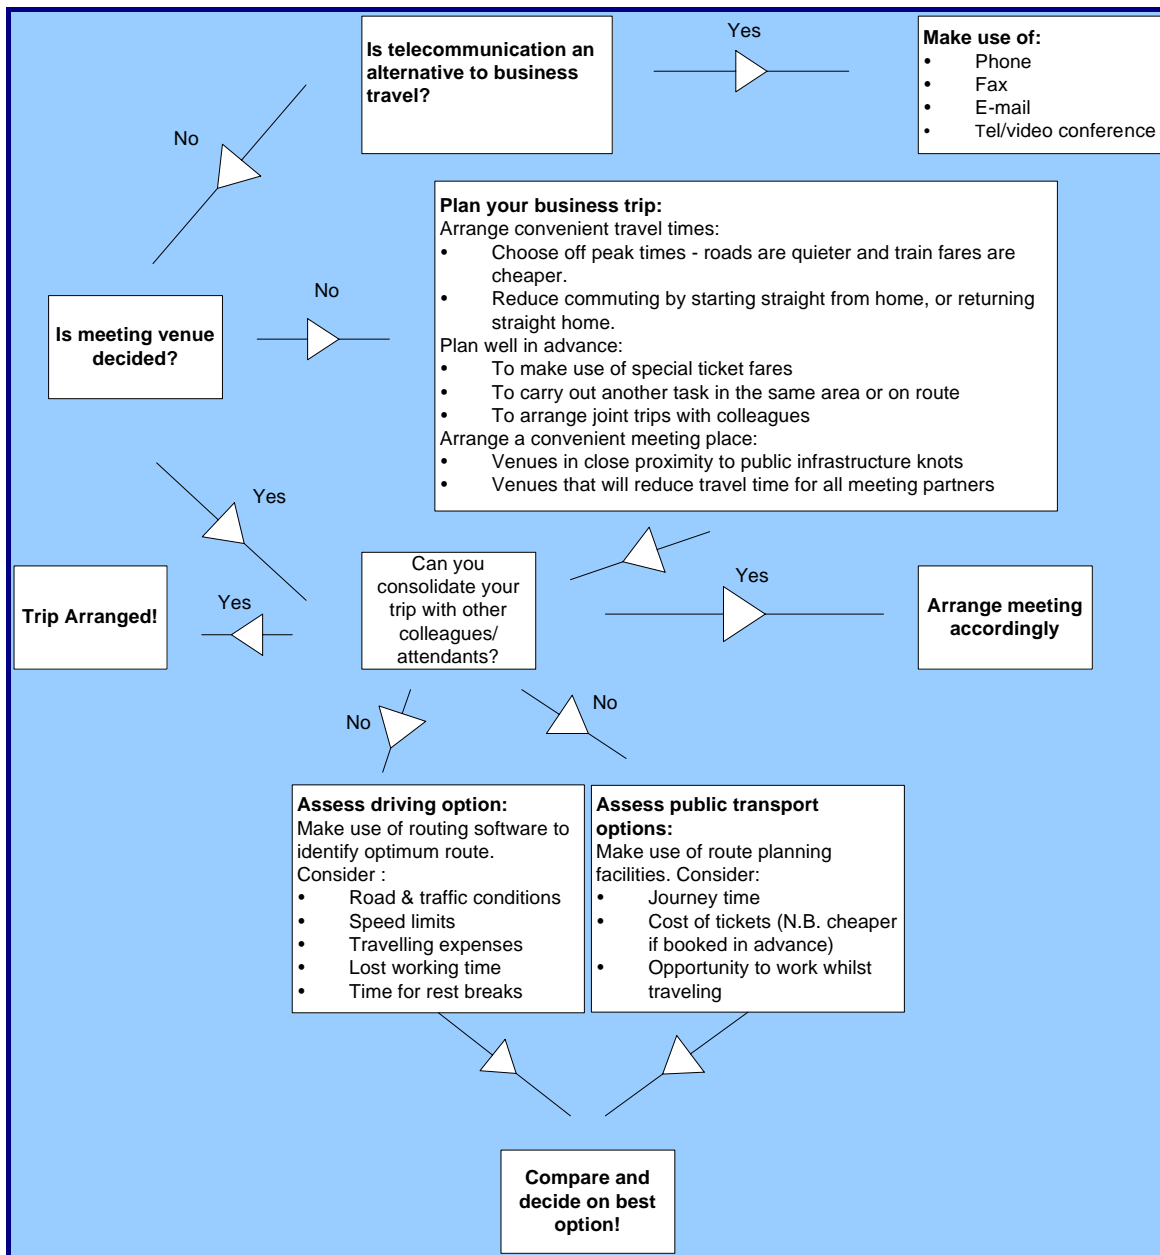 Is telecommunication an
alternative to business
travel?
Yes
Make use of:
• Phone
• Fax
• E-mail
• Tel/video conference
No
Plan your business trip:
Arrange convenient travel times:
• Choose off peak times - roads are quieter and train fares are
cheaper.
• Reduce commuting by starting straight from home, or returning
straight home.
Plan well in advance:
• To make use of special ticket fares
• To carry out another task in the same area or on route
• To arrange joint trips with colleagues
Arrange a convenient meeting place:
• Venues in close proximity to public infrastructure knots
• Venues that will reduce travel time for all meeting partners
No
Is meeting venue
decided?
Yes
Trip Arranged!
Yes
Can you
consolidate your
trip with other
colleagues/
attendants?
Yes
Arrange meeting
accordingly
No
No
Assess driving option:
Make use of routing software to
identify optimum route.
Consider :
• Road & traffic conditions
• Speed limits
• Travelling expenses
• Lost working time
• Time for rest breaks
Assess public transport
options:
Make use of route planning
facilities. Consider:
• Journey time
• Cost of tickets (N.B. cheaper
if booked in advance)
• Opportunity to work whilst
traveling
Compare and
decide on best
option!